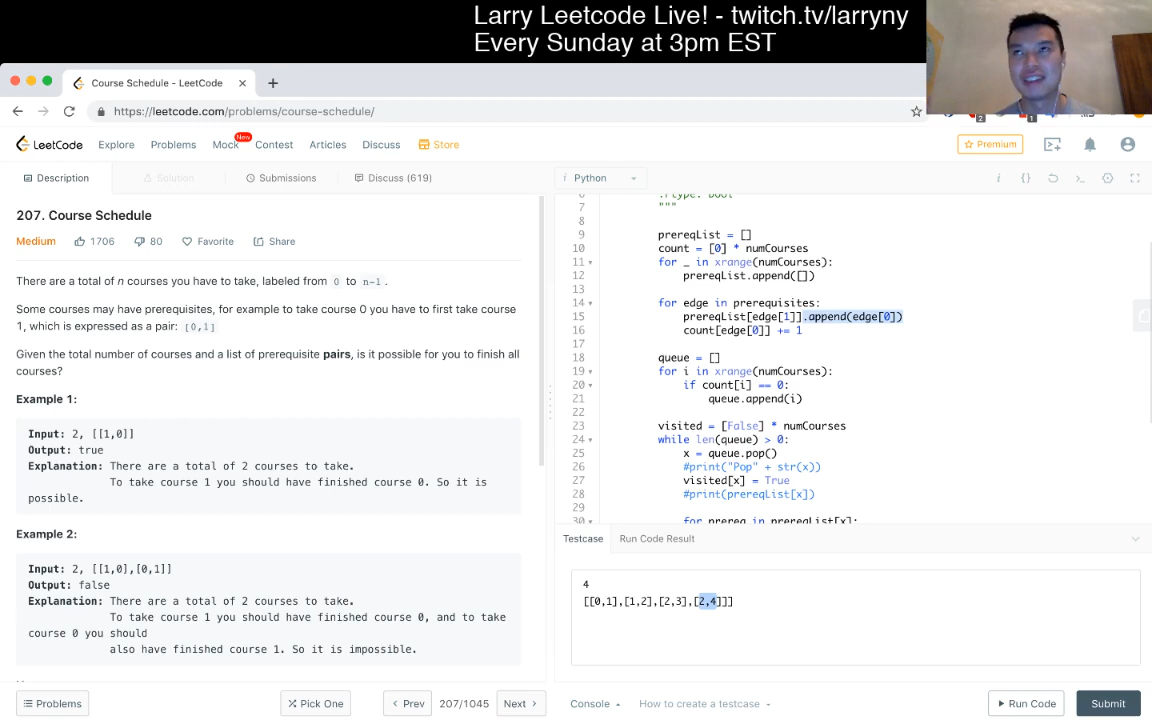 Larry Leetcode Live! - twitch.tv/larryny
Every Sunday at 3pm EST
Course Schedule - LeetCode
https://leetcode.com/problems/course-schedule/
2
1
LeetCode
Explore
Problems
Mock
New
Contest
Articles
Discuss
Store
Premium
Description
Solution
Submissions
Discuss (619)
i Python
207. Course Schedule
Medium
1706
80
Favorite
Share
There are a total of n courses you have to take, labeled from 0 to n-1.
Some courses may have prerequisites, for example to take course 0 you have to first take course
1, which is expressed as a pair: [0,1]
Given the total number of courses and a list of prerequisite pairs, is it possible for you to finish all
courses?
Example 1:
Input: 2, [[1,0]]
Output: true
Explanation: There are a total of 2 courses to take.
To take course 1 you should have finished course 0. So it is
possible.
Example 2:
Input: 2, [[1,0],[0,1]]
Output: false
Explanation: There are a total of 2 courses to take.
To take course 1 you should have finished course 0, and to take
course 0 you should
also have finished course 1. So it is impossible.
7 """
8
9 prereqList = []
10 count = [0] * numCourses
11 for _ in xrange(numCourses):
12 prereqList.append([])
13
14 for edge in prerequisites:
15 prereqList[edge[1]].append(edge[0])
16 count[edge[0]] += 1
17
18 queue = []
19 for i in xrange(numCourses):
20 if count[i] == 0:
21 queue.append(i)
22
23 visited = [False] * numCourses
24 while len(queue) > 0:
25 x = queue.pop()
26 #print("Pop" + str(x))
27 visited[x] = True
28 #print(prereqList[x])
29
30 for prereq in prereqList[x]:
Testcase
Run Code Result
4
[[0,1],[1,2],[2,3],[2,4]]]
Problems
Pick One
Prev
207/1045
Next
Console
How to create a testcase
Run Code
Submit